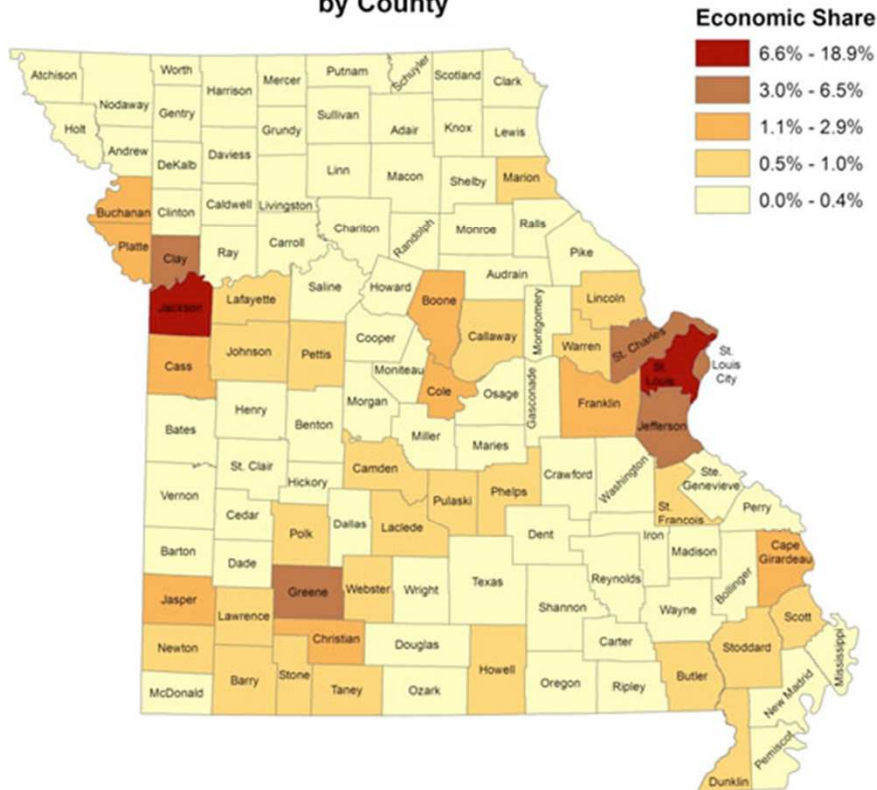 by County
Economic Share
6.6% - 18.9%
3.0% - 6.5%
1.1% - 2.9%
0.5% - 1.0%
0.0% - 0.4%
Atchison
Worth
Harrison
Mercer
Putnam
Schuyler
Scotland
Clark
Nodaway
Gentry
Sullivan
Adair
Knox
Lewis
Holt
Grundy
Andrew
DeKalb
Daviess
Linn
Macon
Shelby
Marion
Buchanan
Clinton
Caldwell
Livingston
Chariton
Randolph
Monroe
Ralls
Platte
Clay
Ray
Carroll
Pike
Audrain
Jackson
Lafayette
Saline
Howard
Boone
Callaway
Montgomery
Lincoln
Cooper
Warren
St. Charles
St.
Louis
St.
Louis
City
Cass
Johnson
Pettis
Moniteau
Cole
Osage
Gasconade
Franklin
Jefferson
Morgan
Bates
Henry
Benton
Miller
Maries
St. Clair
Camden
Hickory
Crawford
Washington
Ste.
Genevieve
Vernon
Pulaski
Phelps
St.
Francois
Perry
Cedar
Polk
Dallas
Laclede
Dent
Iron
Madison
Cape
Girardeau
Barton
Dade
Reynolds
Bollinger
Jasper
Greene
Webster
Wright
Texas
Shannon
Wayne
Lawrence
Scott
Newton
Christian
Douglas
Carter
Stoddard
Mississippi
Howell
McDonald
Barry
Stone
Taney
Ozark
Oregon
Ripley
Butler
New Madrid
Pemiscot
Dunklin